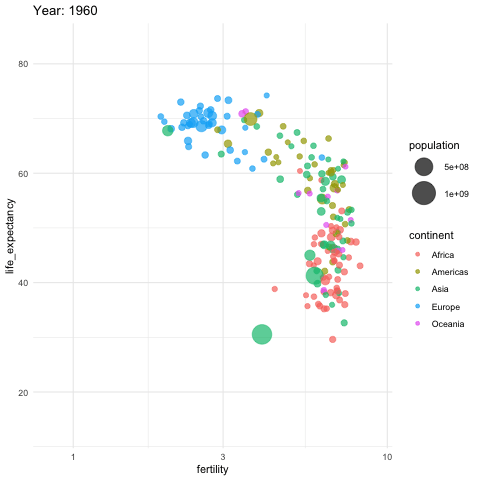 Year: 1960
80
60
40
20
life_expectancy
1
3
10
fertility
population
5e+08
1e+09
continent
Africa
Americas
Asia
Europe
Oceania